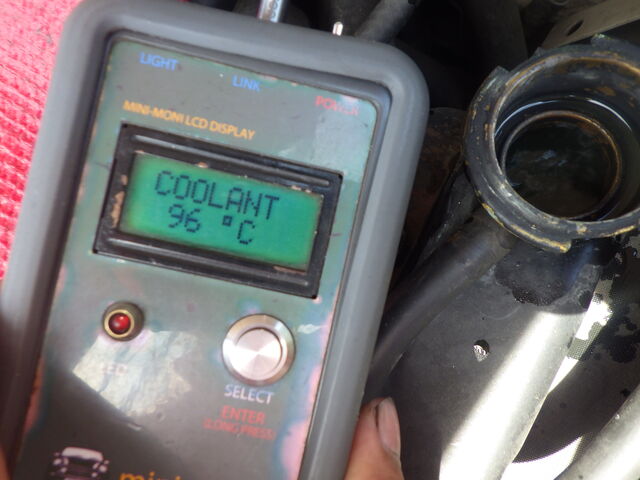 LIGHT
LINK
POWER
MINI-MONI LCD DISPLAY
COOLANT
96 °C
LED
SELECT
ENTER
(LONG PRESS)